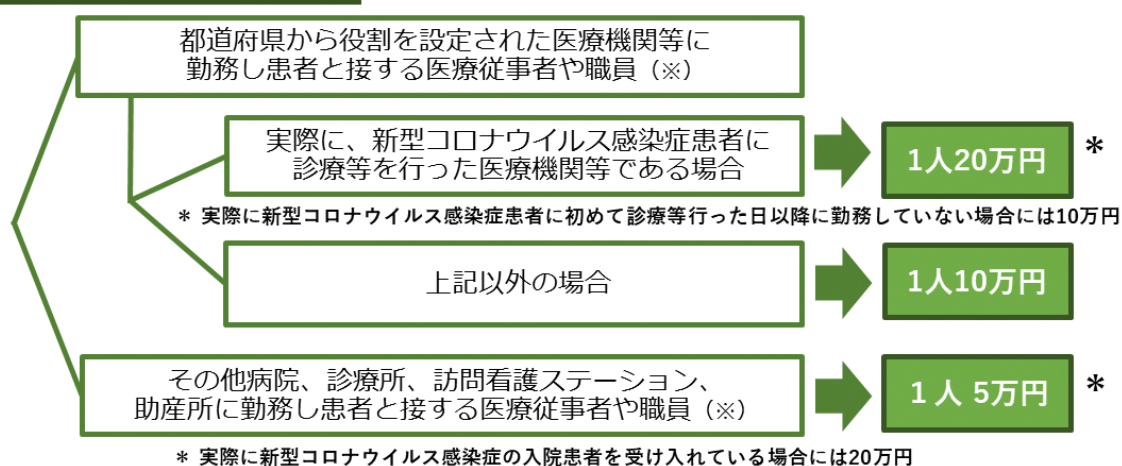 都道府県から役割を設定された医療機関等に
勤務し患者と接する医療従事者や職員（※）
実際に、新型コロナウイルス感染症患者に
診療等を行った医療機関等である場合
1人20万円 *
* 実際に新型コロナウイルス感染症患者に初めて診療等行った日以降に勤務していない場合には10万円
上記以外の場合
1人10万円
その他病院、診療所、訪問看護ステーション、
助産所に勤務し患者と接する医療従事者や職員（※）
1人 5万円 *
* 実際に新型コロナウイルス感染症の入院患者を受け入れている場合には20万円